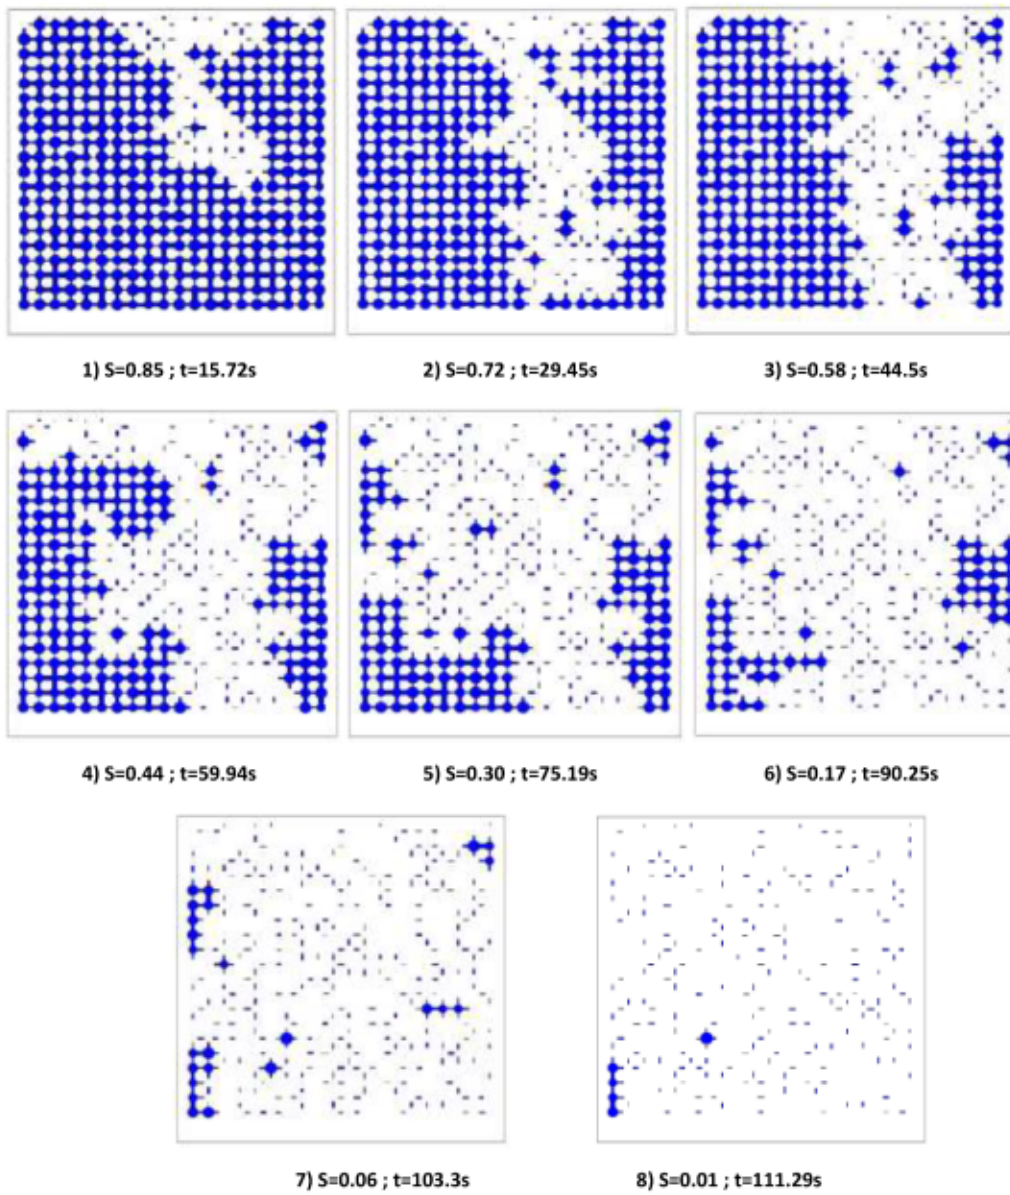 1) S=0.85 ; t=15.72s
2) S=0.72 ; t=29.45s
3) S=0.58 ; t=44.5s
4) S=0.44 ; t=59.94s
5) S=0.30 ; t=75.19s
6) S=0.17 ; t=90.25s
7) S=0.06 ; t=103.3s
8) S=0.01 ; t=111.29s